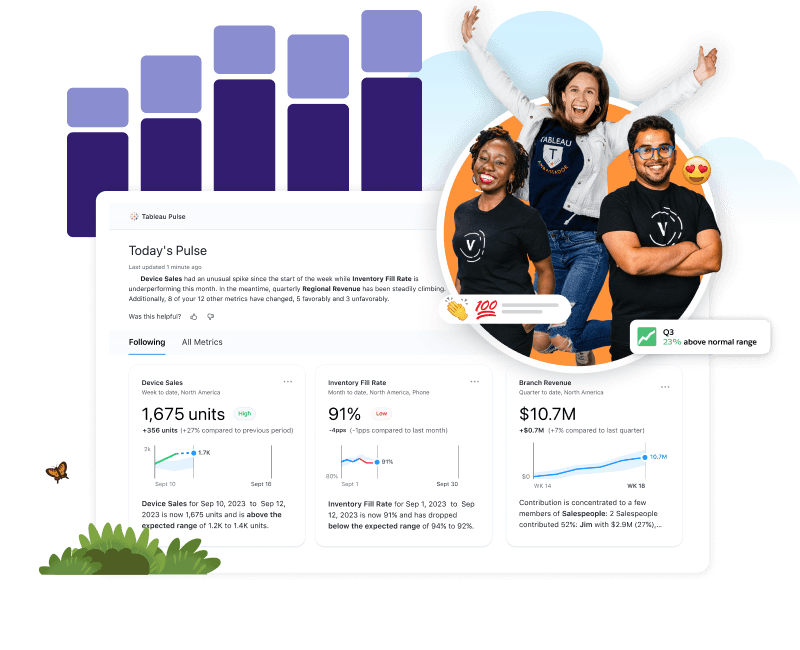 TABLEAU
T
AMBASSADOR
V
V
100
Q3
23% above normal range
Tableau Pulse
Today's Pulse
Last updated 1 minute ago
Device Sales had an unusual spike since the start of the week while Inventory Fill Rate is
underperforming this month. In the meantime, quarterly Regional Revenue has been steadily climbing.
Additionally, 8 of your 12 other metrics have changed, 5 favorably and 3 unfavorably.
Was this helpful?
Following
All Metrics
Device Sales
Week to date, North America
1,675 units
High
+356 units (+27% compared to previous period)
2k
1.7K
Sept 10
Sept 16
Device Sales for Sep 10, 2023 to Sep 12,
2023 is now 1,675 units and is above the
expected range of 1.2K to 1.4K units.
Inventory Fill Rate
Month to date, North America, Phone
91%
Low
-4pps (-1pps compared to last month)
91%
80%
Sept 1
Sept 30
Inventory Fill Rate for Sep 1, 2023 to Sep
12, 2023 is now 91% and has dropped
below the expected range of 94% to 92%.
Branch Revenue
Quarter to date, North America
$10.7M
+$0.7M (+7% compared to last quarter)
10.7M
$0
WK 14
WK 16
Contribution is concentrated to a few
members of Salespeople: 2 Salespeople
contributed 52%: Jim with $2.9M (27%),...